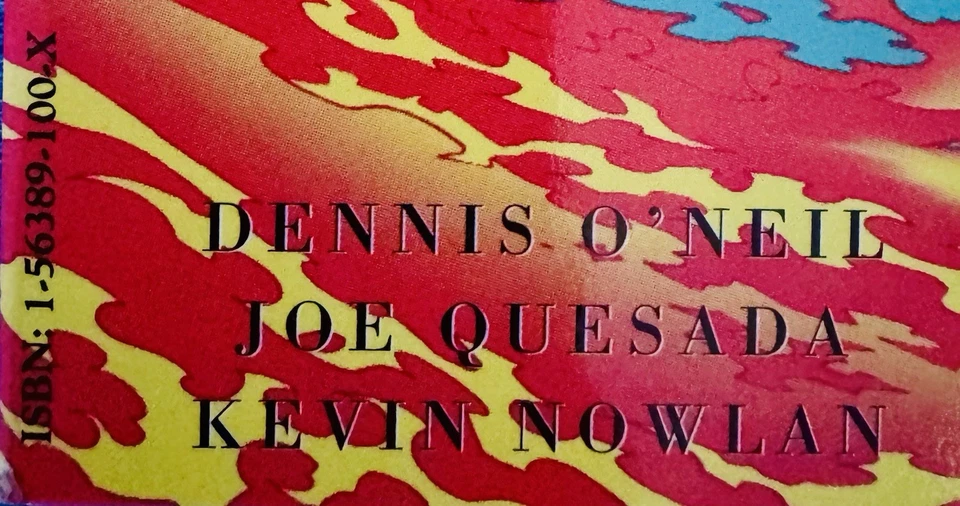 ISBN: 1-56389-100-X
DENNIS O'NEIL
JOE QUESADA
KEVIN NOWLAN